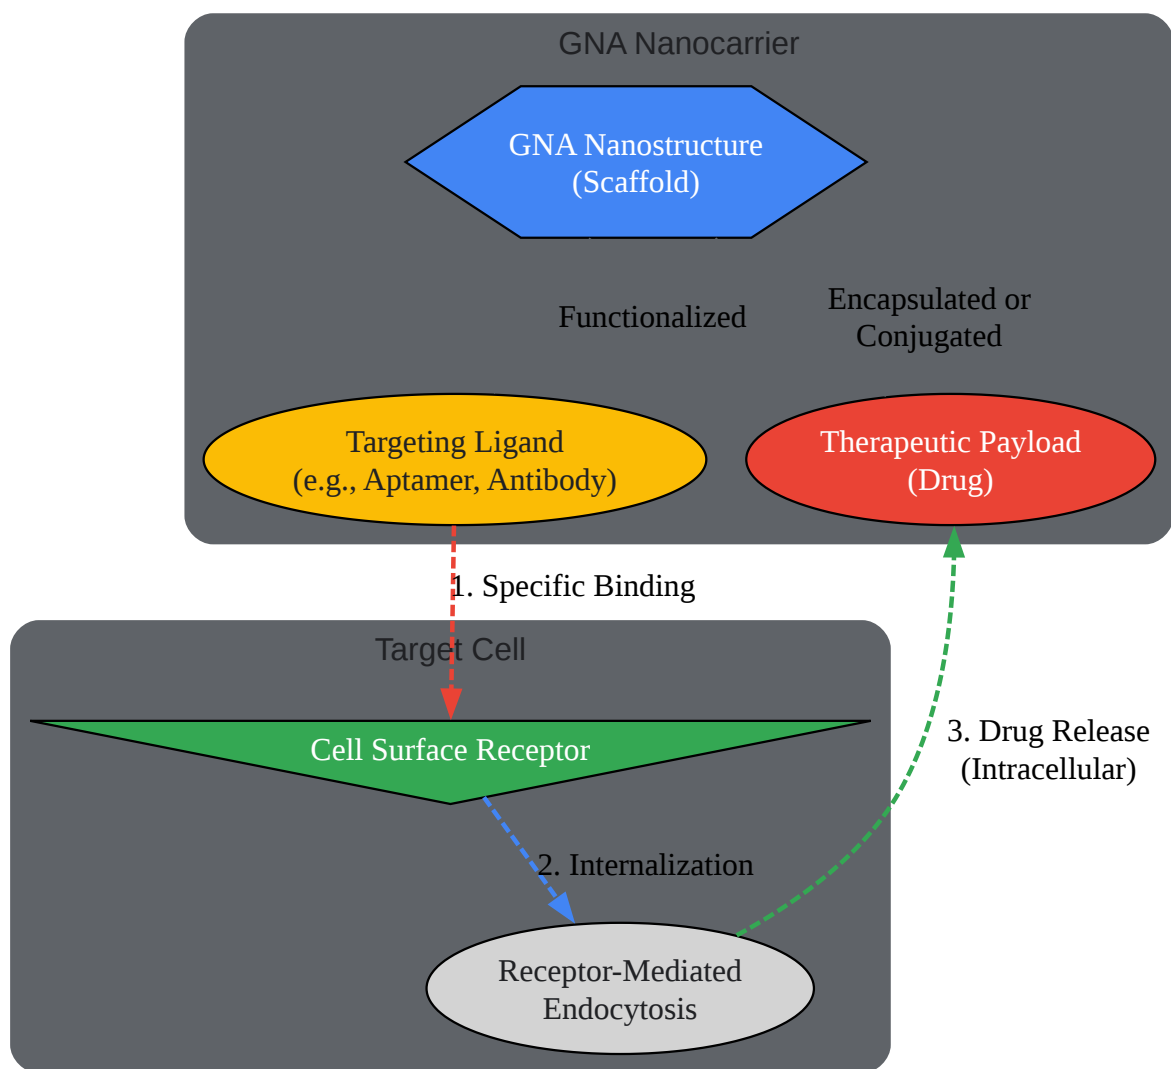 GNA Nanocarrier
GNA Nanostructure
(Scaffold)
Functionalized
Encapsulated or
Conjugated
Targeting Ligand
(e.g., Aptamer, Antibody)
Therapeutic Payload
(Drug)
1. Specific Binding
Target Cell
Cell Surface Receptor
3. Drug Release
(Intracellular)
2. Internalization
Receptor-Mediated
Endocytosis